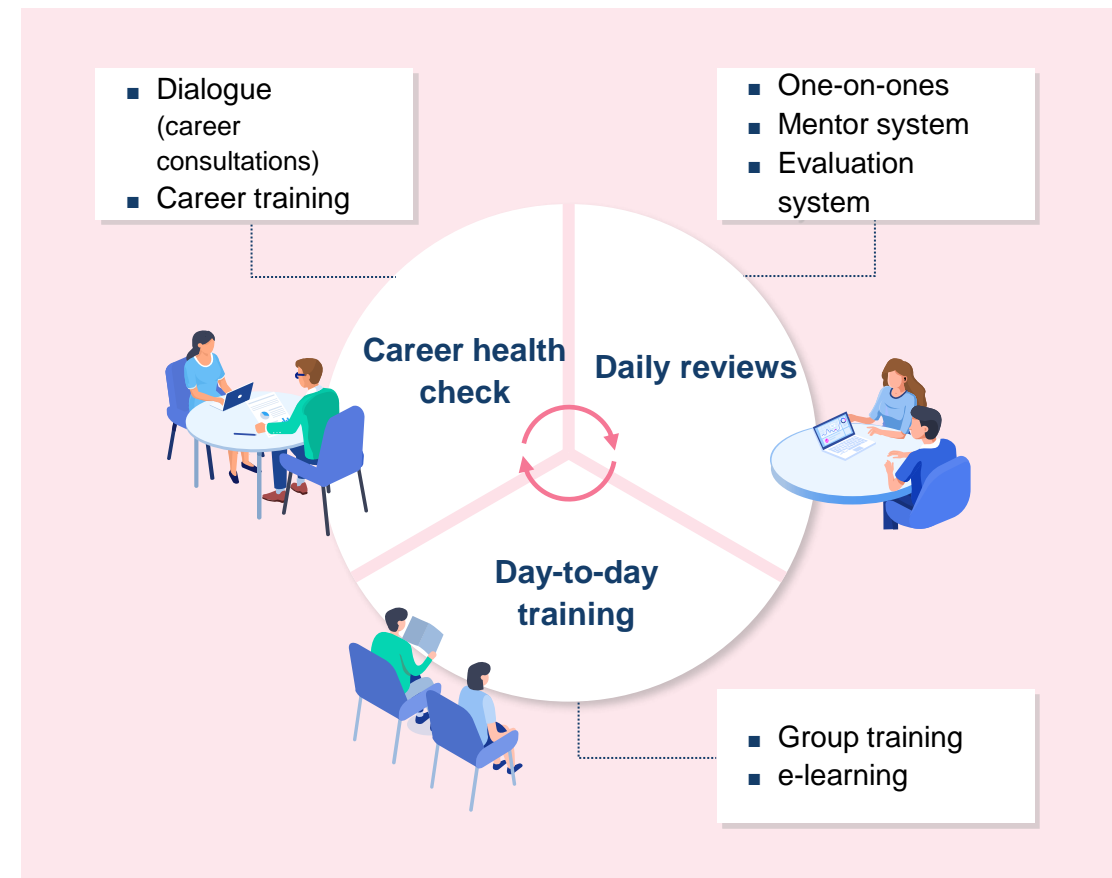 ■ Dialogue
(career
consultations)
■ Career training
■ One-on-ones
■ Mentor system
■ Evaluation
system
Career health
check
Daily reviews
Day-to-day
training
■ Group training
■ e-learning